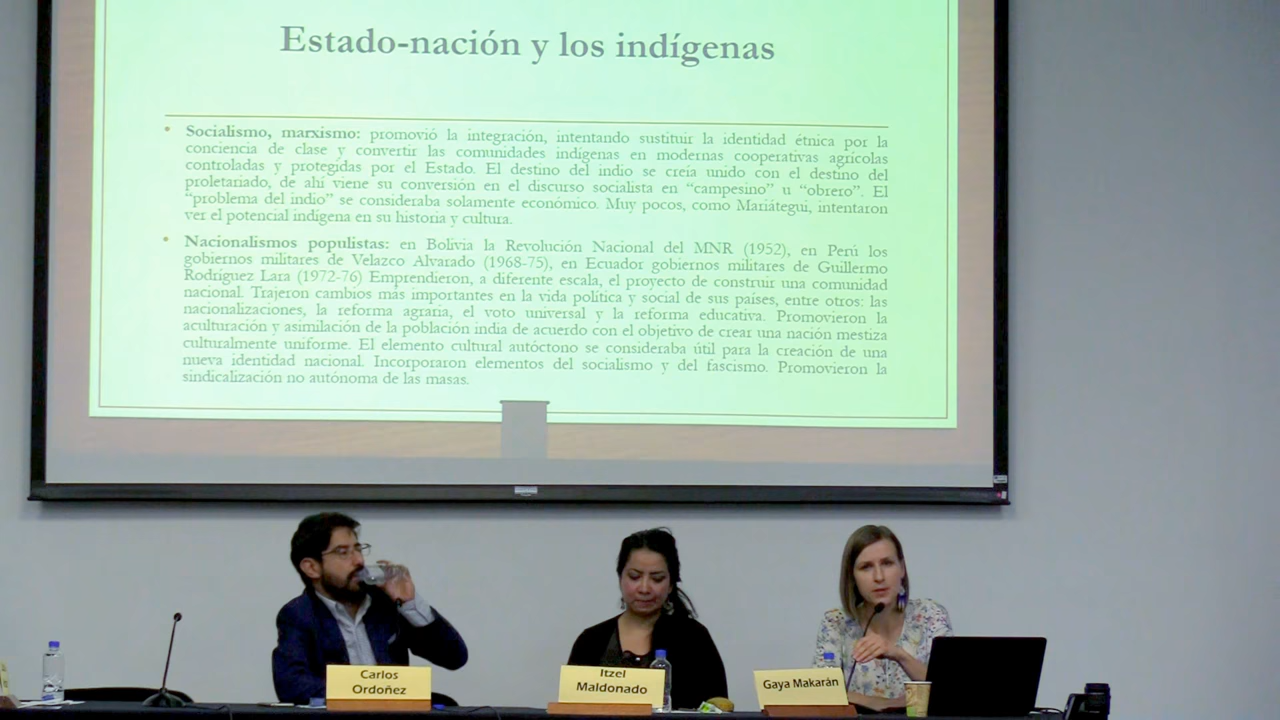 Estado-nación y los indígenas
• Socialismo, marxismo: promovió la integración, intentando sustituir la identidad étnica por la
conciencia de clase y convertir las comunidades indígenas en modernas cooperativas agrícolas
controladas y protegidas por el Estado. El destino del indio se creía unido con el destino del
proletariado, de ahí viene su conversión en el discurso socialista en “campesino” u “obrero”. El
“problema del indio” se consideraba solamente económico. Muy pocos, como Mariátegui, intentaron
ver el potencial indígena en su historia y cultura.
• Nacionalismos populistas: en Bolivia la Revolución Nacional del MNR (1952), en Perú los
gobiernos militares de Velazco Alvarado (1968-75), en Ecuador gobiernos militares de Guillermo
Rodríguez Lara (1972-76) Emprendieron, a diferente escala, el proyecto de construir una comunidad
nacional. Trajeron cambios más importantes en la vida política y social de sus países, entre otros: las
nacionalizaciones, la reforma agraria, el voto universal y la reforma educativa. Promovieron la
aculturación y asimilación de la población india de acuerdo con el objetivo de crear una nación mestiza
culturalmente uniforme. El elemento cultural autóctono se consideraba útil para la creación de una
nueva identidad nacional. Incorporaron elementos del socialismo y del fascismo. Promovieron la
sindicalización no autónoma de las masas.
Carlos
Ordoñez
Itzel
Maldonado
Gaya Makarán